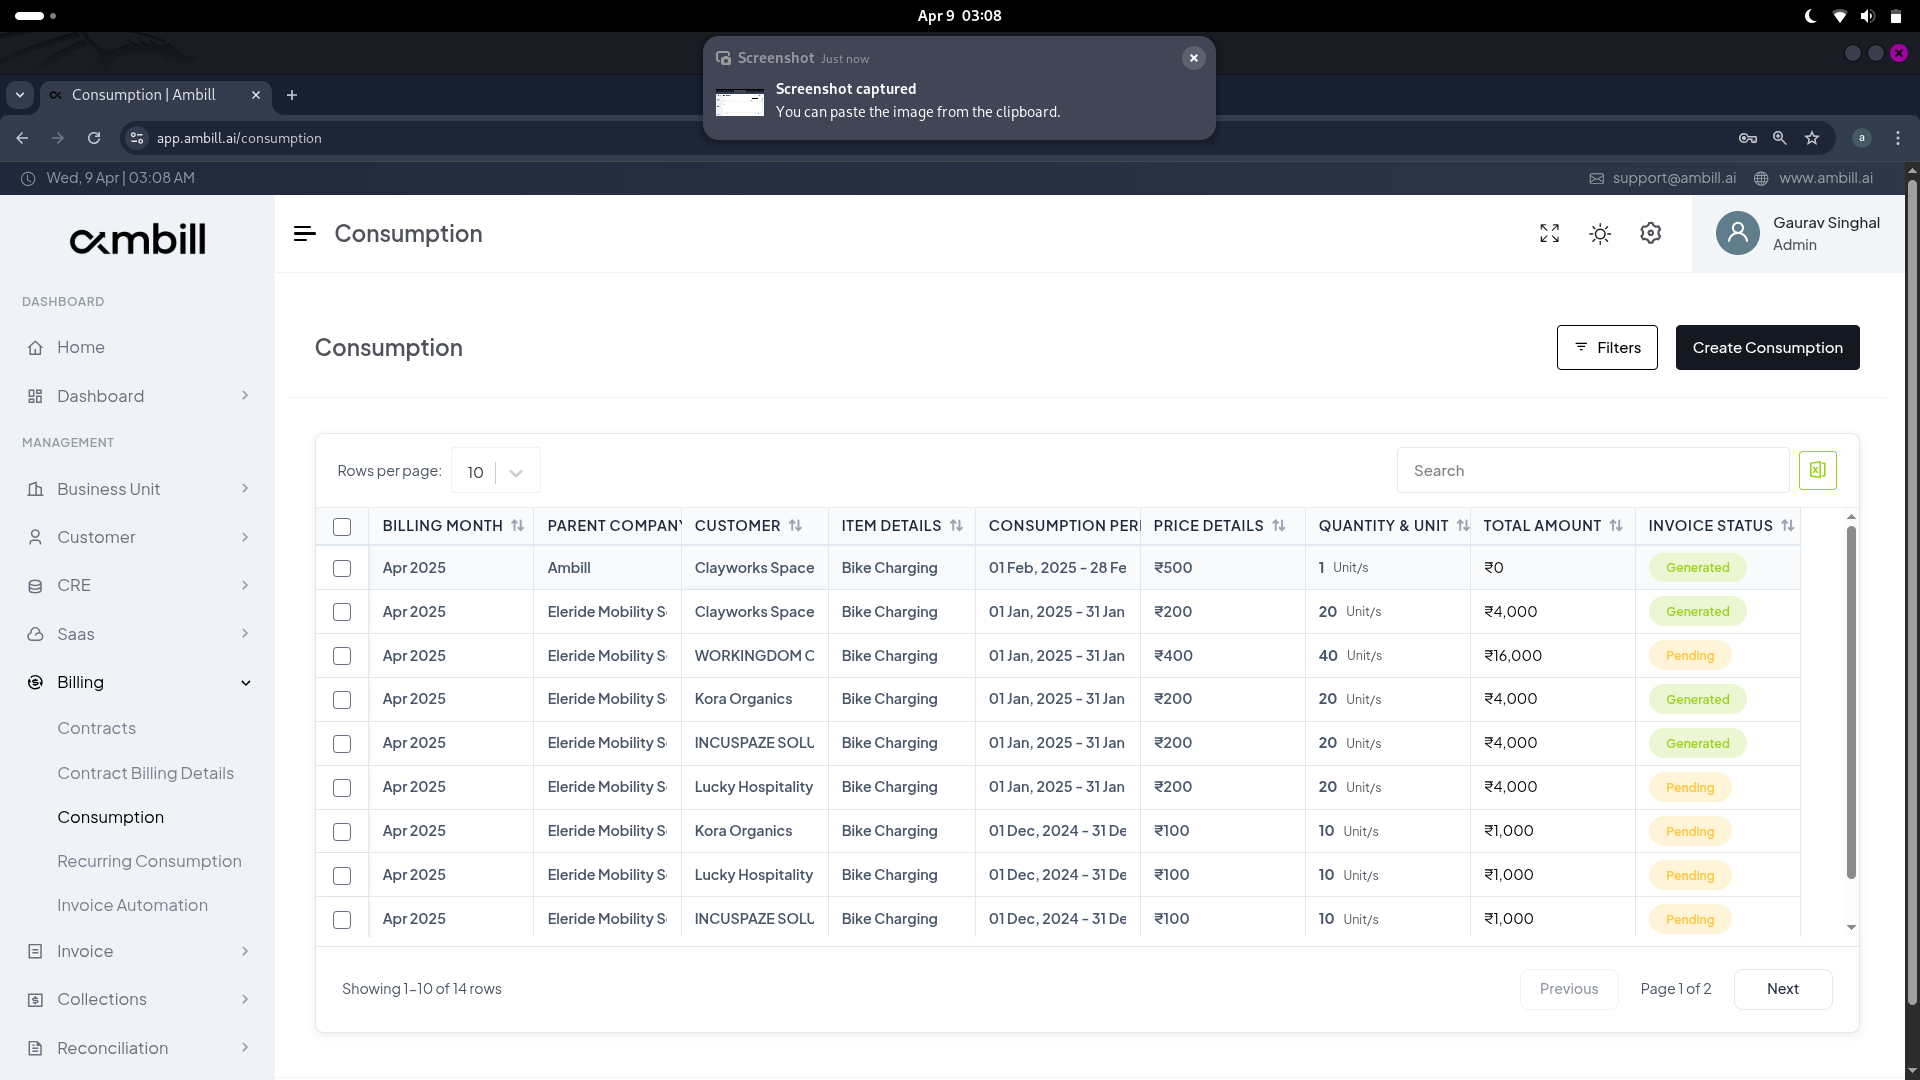 Apr 9 03:08
Screenshot Just now
Screenshot captured
You can paste the image from the clipboard.
Consumption | Ambill
app.ambill.ai/consumption
a
Wed, 9 Apr | 03:08 AM
support@ambill.ai
www.ambill.ai
ambill
Consumption
Gaurav Singhal
Admin
DASHBOARD
Home
Dashboard
MANAGEMENT
Business Unit
Customer
CRE
Saas
Billing
Contracts
Contract Billing Details
Consumption
Recurring Consumption
Invoice Automation
Invoice
Collections
Reconciliation
Consumption
Filters
Create Consumption
Rows per page: 10
Search
BILLING MONTH PARENT COMPANY CUSTOMER ITEM DETAILS CONSUMPTION PERI PRICE DETAILS QUANTITY & UNIT TOTAL AMOUNT INVOICE STATUS
Apr 2025 Ambill Clayworks Space Bike Charging 01 Feb, 2025 - 28 Fe ₹500 1 Unit/s ₹0 Generated
Apr 2025 Eleride Mobility S Clayworks Space Bike Charging 01 Jan, 2025 - 31 Jan ₹200 20 Unit/s ₹4,000 Generated
Apr 2025 Eleride Mobility S WORKINGDOM C Bike Charging 01 Jan, 2025 - 31 Jan ₹400 40 Unit/s ₹16,000 Pending
Apr 2025 Eleride Mobility S Kora Organics Bike Charging 01 Jan, 2025 - 31 Jan ₹200 20 Unit/s ₹4,000 Generated
Apr 2025 Eleride Mobility S INCUSPAZE SOLU Bike Charging 01 Jan, 2025 - 31 Jan ₹200 20 Unit/s ₹4,000 Generated
Apr 2025 Eleride Mobility S Lucky Hospitality Bike Charging 01 Jan, 2025 - 31 Jan ₹200 20 Unit/s ₹4,000 Pending
Apr 2025 Eleride Mobility S Kora Organics Bike Charging 01 Dec, 2024 - 31 De ₹100 10 Unit/s ₹1,000 Pending
Apr 2025 Eleride Mobility S Lucky Hospitality Bike Charging 01 Dec, 2024 - 31 De ₹100 10 Unit/s ₹1,000 Pending
Apr 2025 Eleride Mobility S INCUSPAZE SOLU Bike Charging 01 Dec, 2024 - 31 De ₹100 10 Unit/s ₹1,000 Pending
Showing 1–10 of 14 rows
Previous
Page 1 of 2
Next